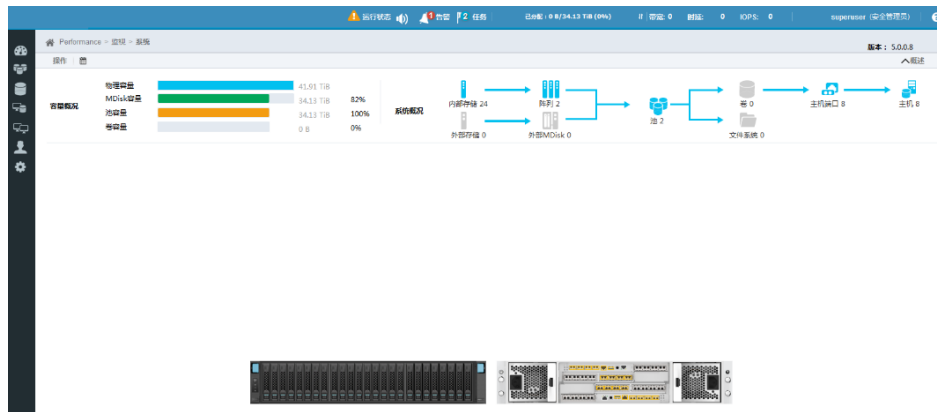 运行状态 1 告警 2 任务 已分配：0 B/34.13 TiB (0%) 带宽: 0 时延: 0 IOPS: 0 superuser (安全管理员)
Performance > 监视 > 系统
版本： 5.0.0.8
操作
概述
容量概况
物理容量 41.91 TiB
MDisk容量 34.13 TiB 82%
池容量 34.13 TiB 100%
卷容量 0 B 0%
系统概况
内部存储 24
阵列 2
外部存储 0
外部MDisk 0
池 2
卷 0
文件系统 0
主机端口 8
主机 8